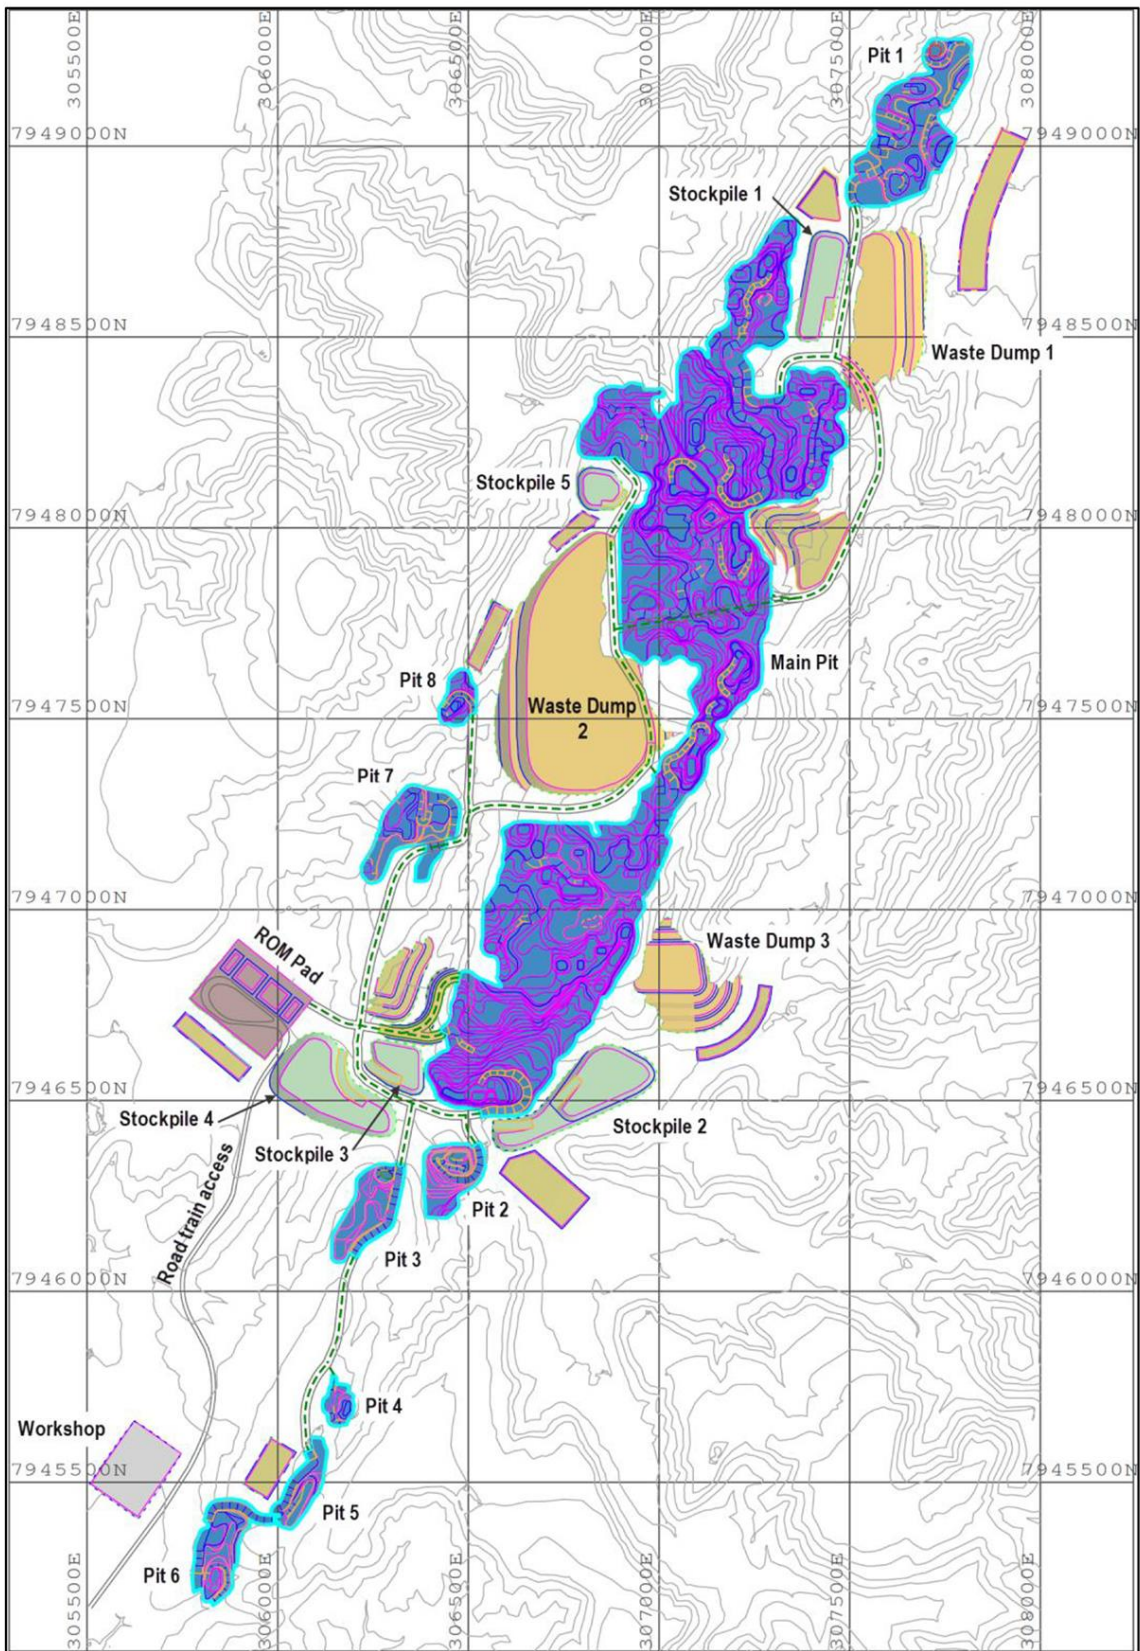 305500E
306000E
306500E
307000E
307500E
308000E
Pit 1
7949000N
7949000N
Stockpile 1
7948500N
7948500N
Waste Dump 1
Stockpile 5
7948000N
7948000N
Main Pit
Pit 8
Waste Dump
2
7947500N
7947500N
Pit 7
7947000N
7947000N
ROM Pad
Waste Dump 3
7946500N
7946500N
Stockpile 4
Stockpile 3
Stockpile 2
Road train access
Pit 2
Pit 3
7946000N
7946000N
Pit 4
Workshop
7945500N
7945500N
Pit 5
Pit 6
305500E
306000E
306500E
307000E
307500E
308000E